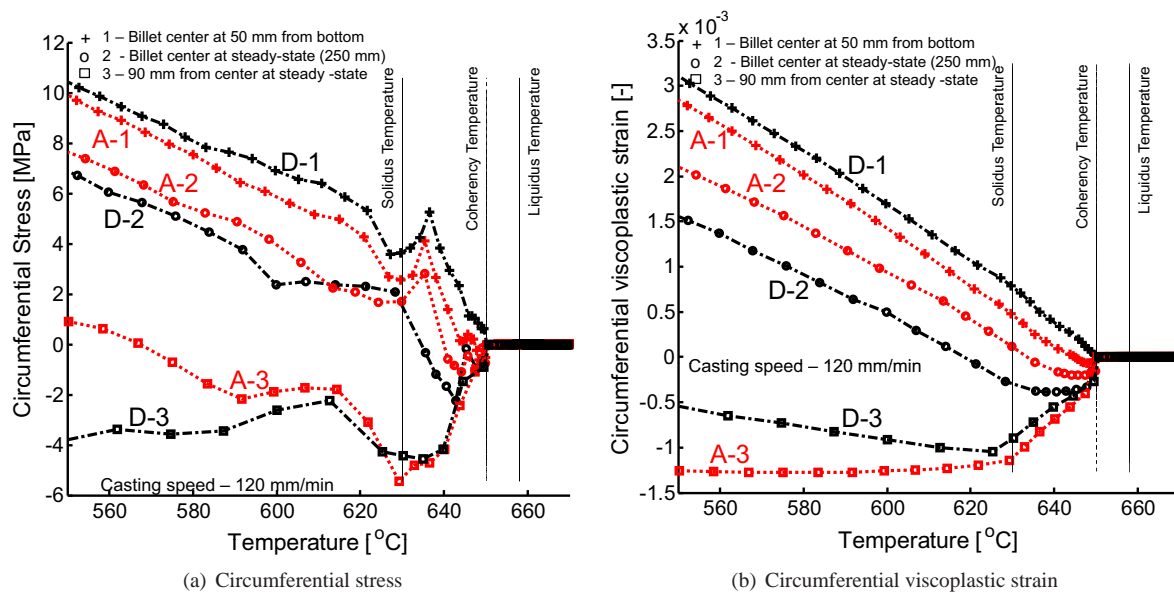 1 – Billet center at 50 mm from bottom
2 - Billet center at steady-state (250 mm)
3 – 90 mm from center at steady -state
12
10
8
6
4
2
0
-2
-4
-6
Circumferential Stress [MPa]
A-1
A-2
D-1
D-2
A-3
D-3
Solidus Temperature
Coherency Temperature
Liquidus Temperature
Casting speed – 120 mm/min
560 580 600 620 640 660
Temperature [°C]
(a) Circumferential stress
x 10-3
1 – Billet center at 50 mm from bottom
2 - Billet center at steady-state (250 mm)
3 – 90 mm from center at steady -state
3.5
3
2.5
2
1.5
1
0.5
0
-0.5
-1
-1.5
Circumferential viscoplastic strain [-]
D-1
A-1
A-2
D-2
D-3
A-3
Solidus Temperature
Coherency Temperature
Liquidus Temperature
Casting speed – 120 mm/min
560 580 600 620 640 660
Temperature [°C]
(b) Circumferential viscoplastic strain